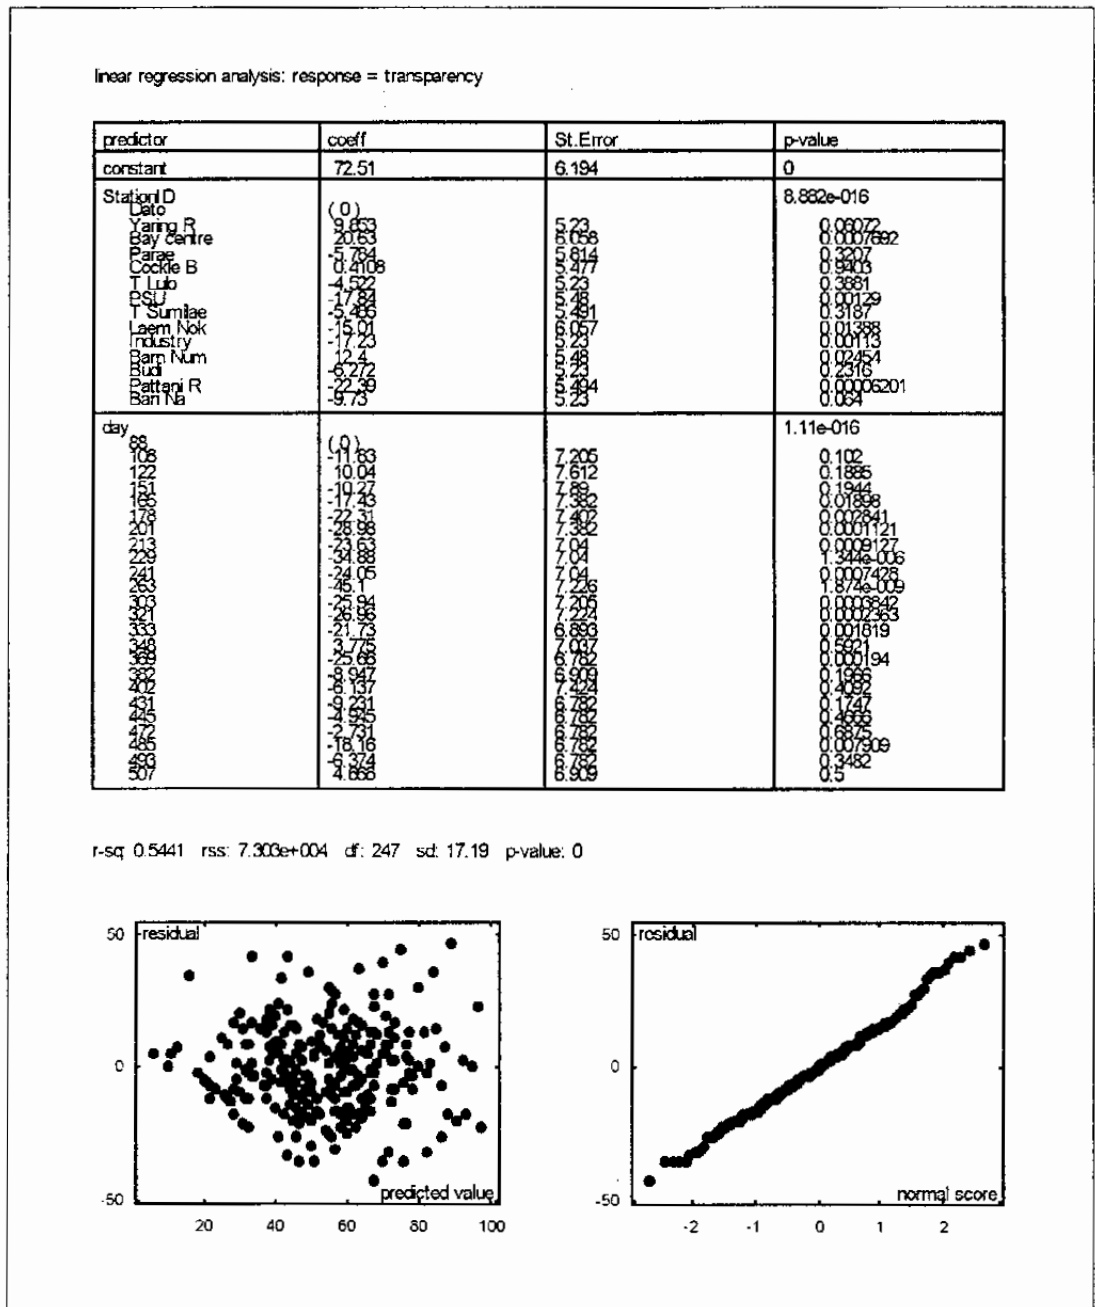 linear regression analysis: response = transparency
predictor coeff St.Error p-value
constant 72.51 6.194 0
StationID 8.882e-016
Dato (0)
Yaring R 9.853 5.23 0.06072
Bay centre 20.63 6.058 0.0007692
Parae -5.784 5.814 0.3207
Cockle B 0.4108 5.477 0.9403
T Lulo -4.522 5.23 0.3881
PSU -17.84 5.48 0.00129
T Sumilae -5.486 5.491 0.3187
Laem Nok -15.01 6.057 0.01388
Industry -17.23 5.23 0.00113
Barn Num 12.4 5.48 0.02454
Budi -6.272 5.23 0.2316
Pattani R -22.39 5.494 0.00006201
Ban Na -9.73 5.23 0.064
day 1.11e-016
88 (0)
108 -11.83 7.205 0.102
122 10.04 7.612 0.1885
151 -10.27 7.89 0.1944
165 -17.43 7.382 0.01898
178 -22.31 7.402 0.002841
201 -28.98 7.382 0.0001121
213 -23.63 7.04 0.0009127
229 -34.88 7.04 1.344e-006
241 -24.05 7.04 0.0007428
263 -45.1 7.226 1.874e-009
303 -25.94 7.205 0.0003842
321 -26.96 7.224 0.0002363
333 -21.73 6.893 0.001819
348 3.775 7.037 0.5921
369 -25.66 6.782 0.000194
382 -8.947 6.909 0.1966
402 -6.137 7.424 0.4092
431 -9.231 6.782 0.1747
445 -4.945 6.782 0.4666
472 -2.731 6.782 0.6875
485 -18.16 6.782 0.007909
493 -6.374 6.782 0.3482
507 4.666 6.909 0.5
r-sq: 0.5441 rss: 7.303e+004 df: 247 sd: 17.19 p-value: 0
50 residual
0
-50 predicted value
20 40 60 80 100
50 residual
0
-50 normal score
-2 -1 0 1 2